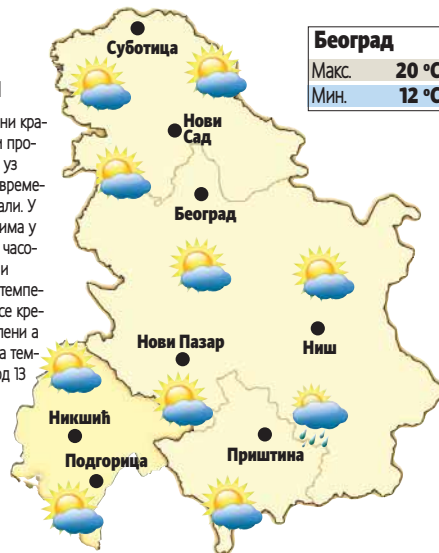 ни кра-
и про-
уз
време-
али. У
има у
часо-
и
темпе-
се кре-
лени а
а тем-
од 13
Суботица
Нови
Сад
Београд
Нови Пазар
Ниш
Никшић
Подгорица
Приштина
Београд
Макс. 20 °C
Мин. 12 °C